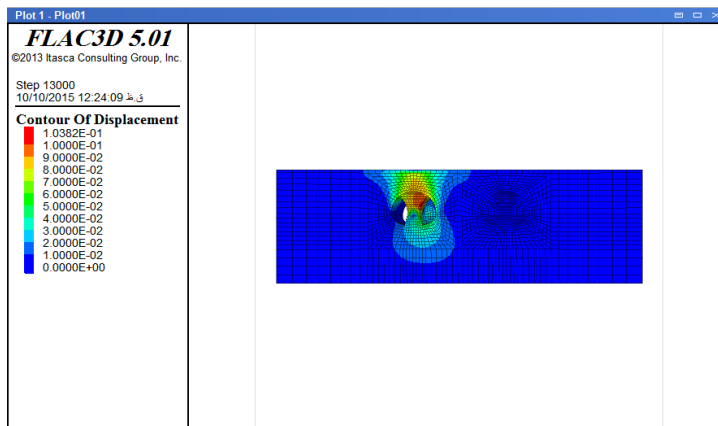 Plot 1 - Plot01
FLAC3D 5.01
©2013 Itasca Consulting Group, Inc.
Step 13000
10/10/2015 12:24:09 ق.ظ
Contour Of Displacement
1.0382E-01
1.0000E-01
9.0000E-02
8.0000E-02
7.0000E-02
6.0000E-02
5.0000E-02
4.0000E-02
3.0000E-02
2.0000E-02
1.0000E-02
0.0000E+00